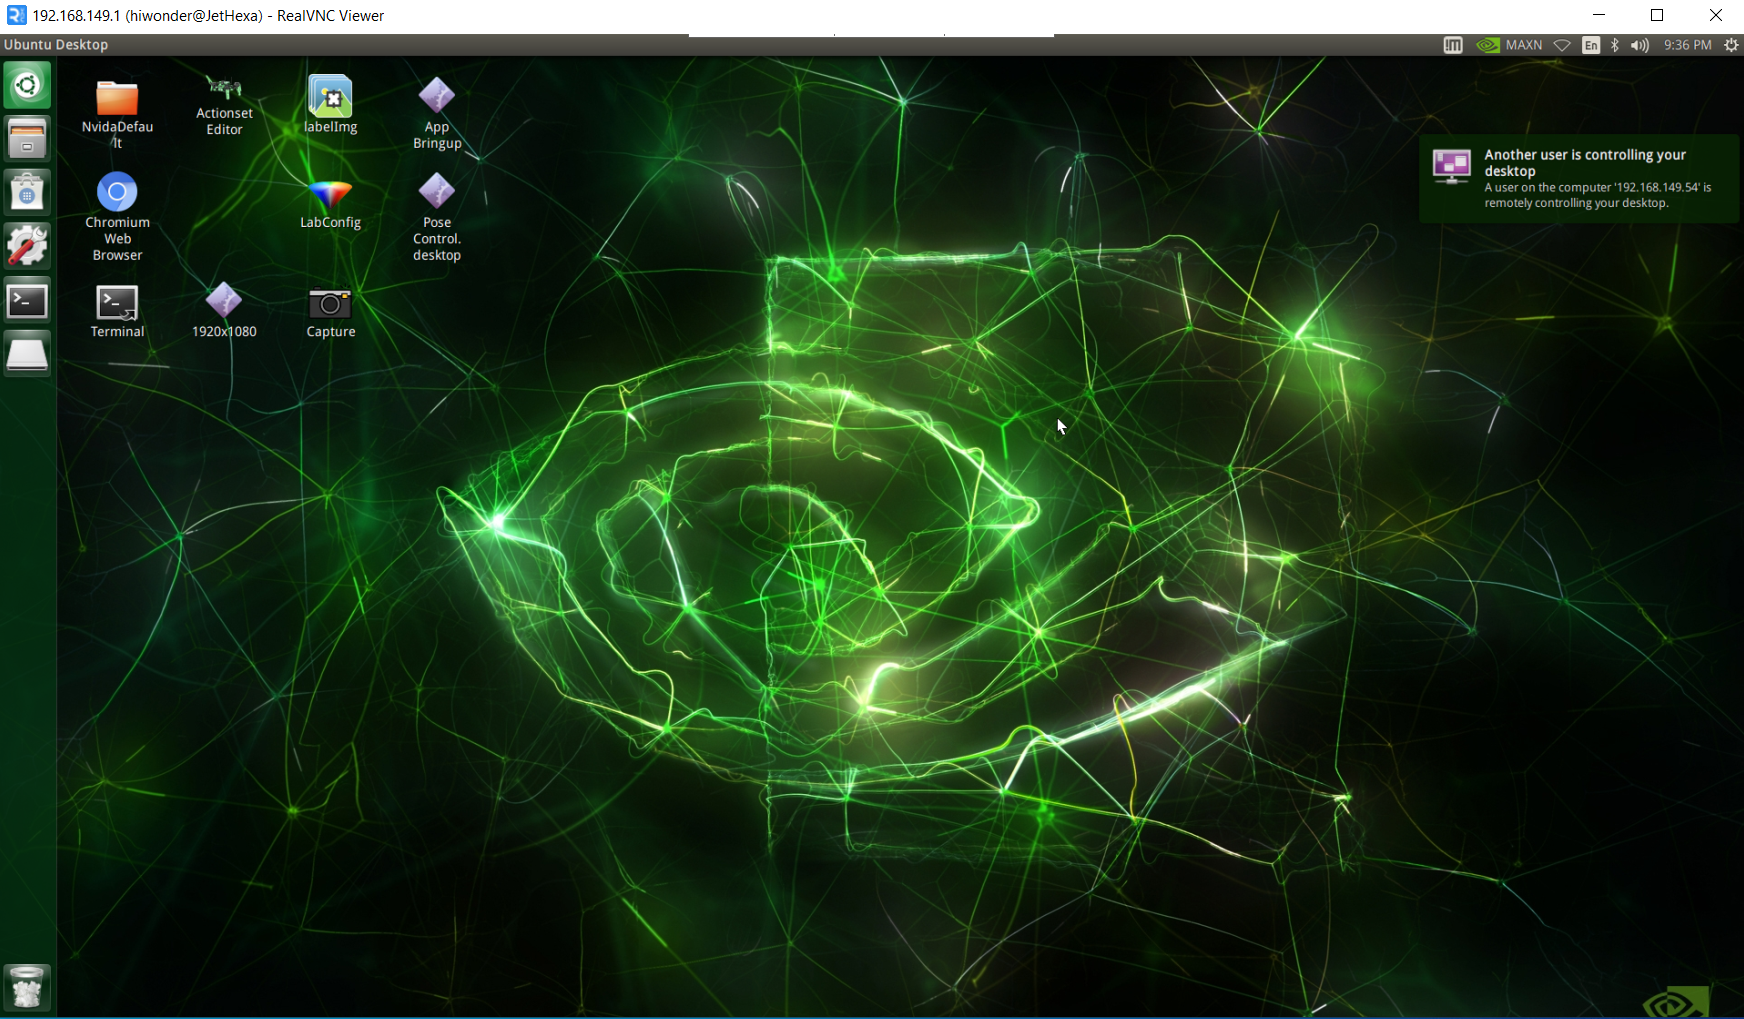 192.168.149.1 (hiwonder@JetHexa) - RealVNC Viewer
Ubuntu Desktop
MAXN
En
9:36 PM
NvidaDefau
lt
Actionset
Editor
labelImg
App
Bringup
Another user is controlling your
desktop
A user on the computer '192.168.149.54' is
remotely controlling your desktop.
Chromium
Web
Browser
LabConfig
Pose
Control.
desktop
Terminal
1920x1080
Capture